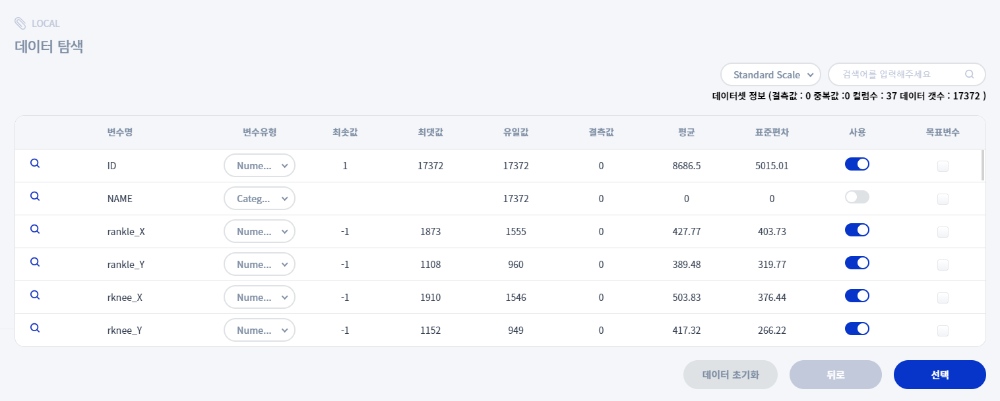 LOCAL
데이터 탐색
Standard Scale 검색어를 입력해주세요
데이터셋 정보 (결측값 : 0 중복값 :0 컬럼수 : 37 데이터 갯수 : 17372 )
변수명 변수유형 최솟값 최댓값 유일값 결측값 평균 표준편차 사용 목표변수
ID Nume... 1 17372 17372 0 8686.5 5015.01
NAME Categ... 17372 0 0 0
rankle_X Nume... -1 1873 1555 0 427.77 403.73
rankle_Y Nume... -1 1108 960 0 389.48 319.77
rknee_X Nume... -1 1910 1546 0 503.83 376.44
rknee_Y Nume... -1 1152 949 0 417.32 266.22
데이터 초기화 뒤로 선택